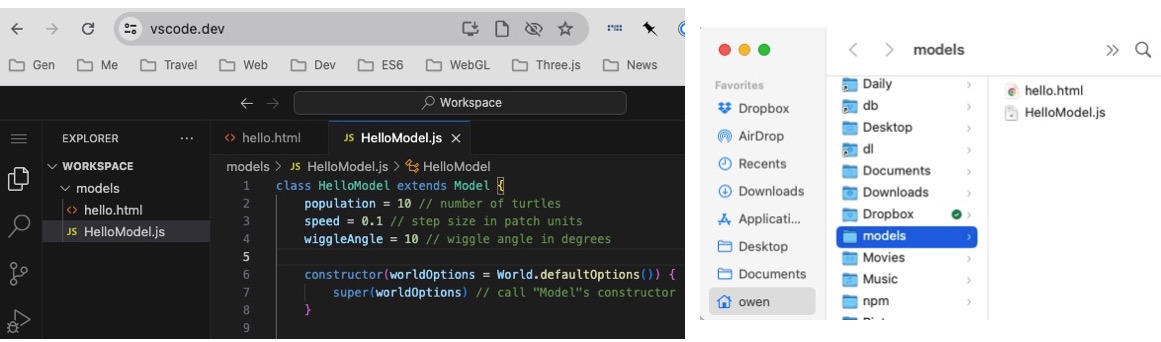 vscode.dev
Gen Me Travel Web Dev ES6 WebGL Three.js News
Workspace
EXPLORER ...
WORKSPACE
models
<> hello.html
JS HelloModel.js
<> hello.html JS HelloModel.js ×
models > JS HelloModel.js > HelloModel
1 class HelloModel extends Model {
2 population = 10 // number of turtles
3 speed = 0.1 // step size in patch units
4 wiggleAngle = 10 // wiggle angle in degrees
5
6 constructor(worldOptions = World.defaultOptions()) {
7 super(worldOptions) // call "Model"s constructor
8 }
9
models
Favorites
Dropbox
AirDrop
Recents
Downloads
Applicati...
Desktop
Documents
owen
Daily
db
Desktop
dl
Documents
Downloads
Dropbox
models
Movies
Music
npm
hello.html
HelloModel.js